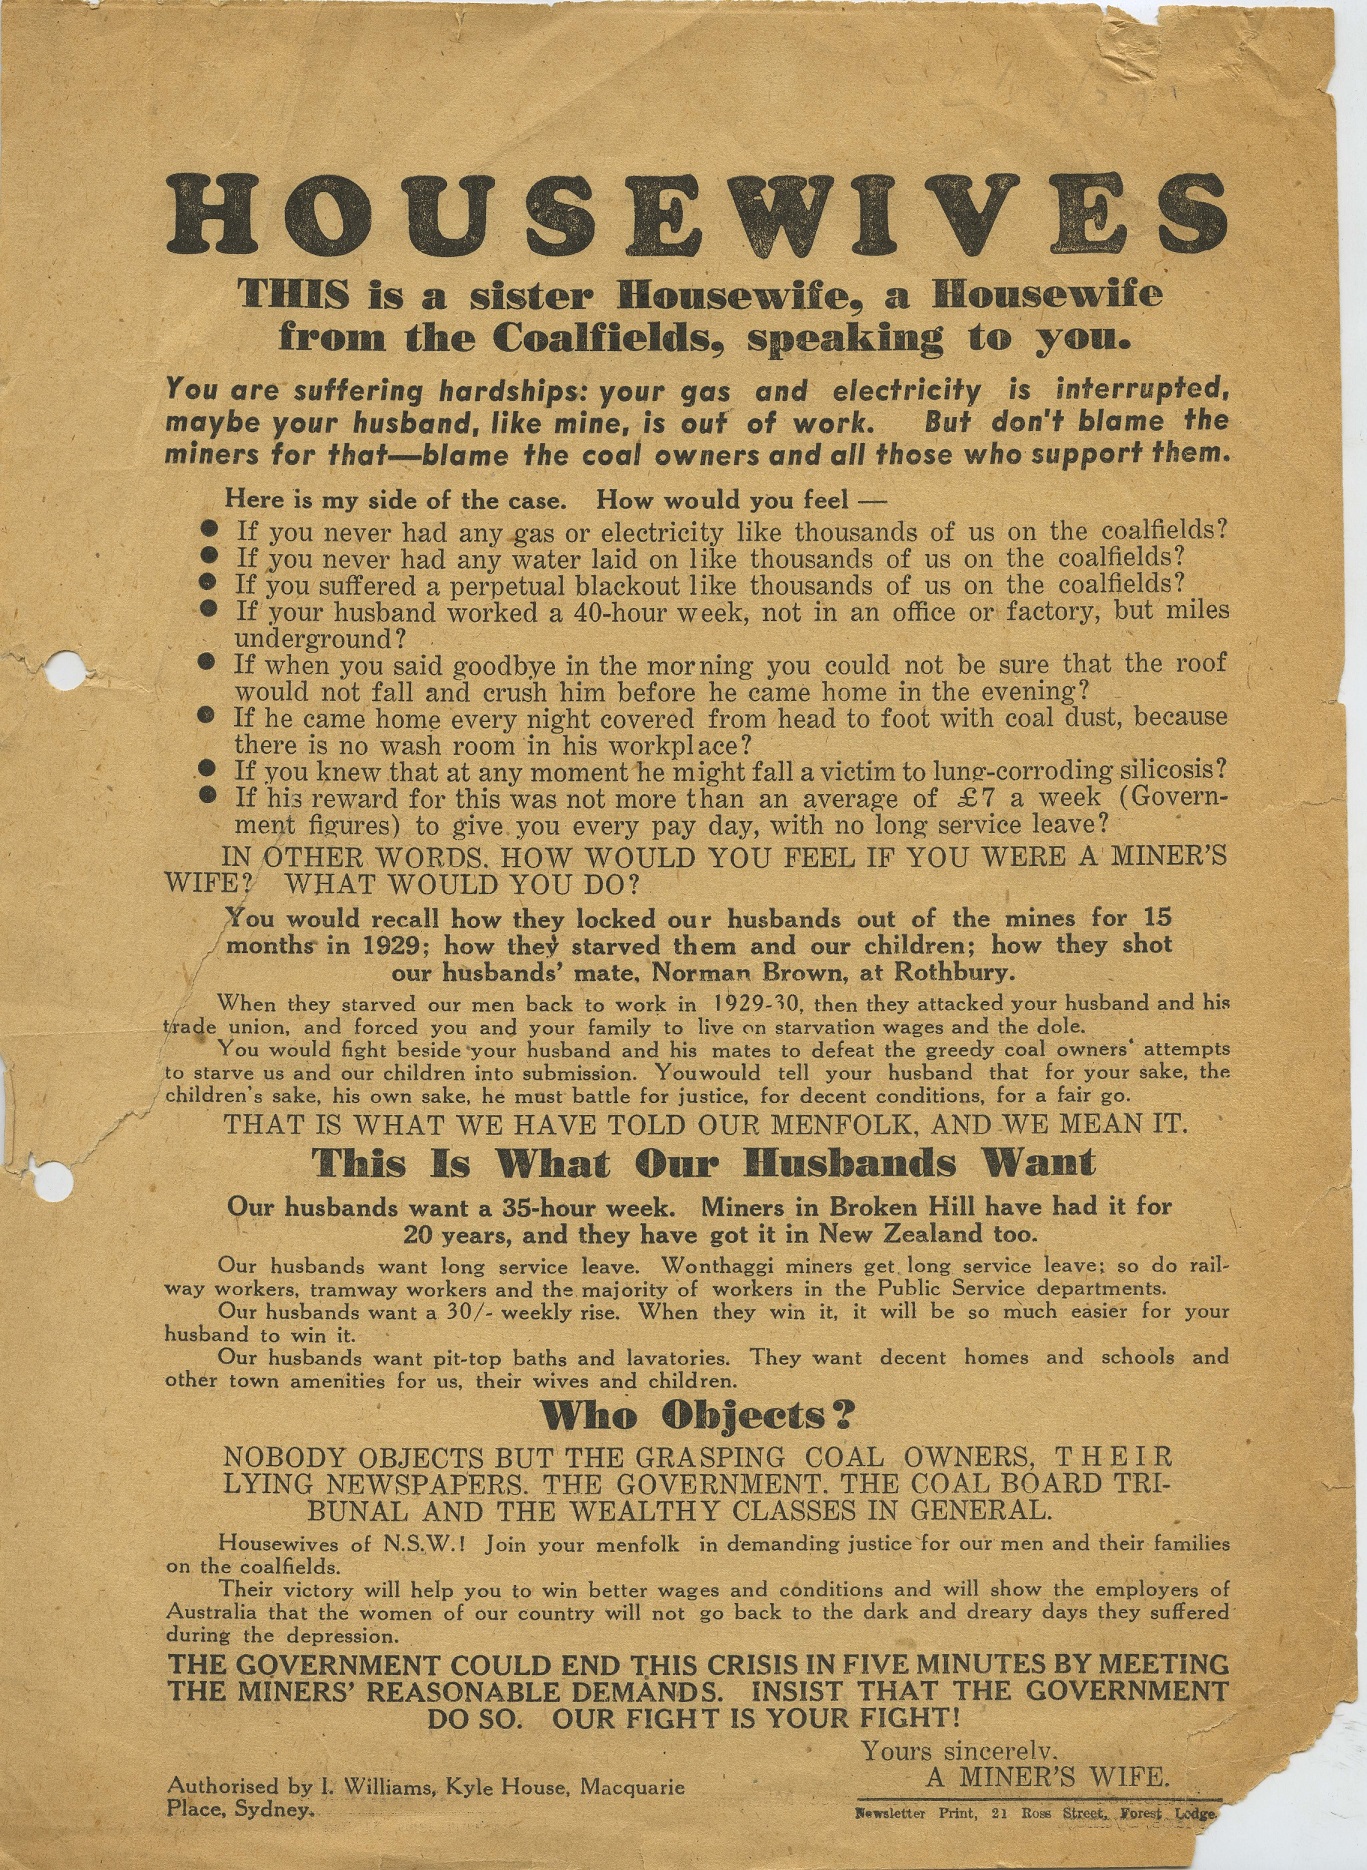 HOUSEWIVES
THIS is a sister Housewife, a Housewife
from the Coalfields, speaking to you.
You are suffering hardships: your gas and electricity is interrupted,
maybe your husband, like mine, is out of work. But don't blame the
miners for that—blame the coal owners and all those who support them.
Here is my side of the case. How would you feel —
● If you never had any gas or electricity like thousands of us on the coalfields?
● If you never had any water laid on like thousands of us on the coalfields?
● If you suffered a perpetual blackout like thousands of us on the coalfields?
● If your husband worked a 40-hour week, not in an office or factory, but miles
underground?
● If when you said goodbye in the morning you could not be sure that the roof
would not fall and crush him before he came home in the evening?
● If he came home every night covered from head to foot with coal dust, because
there is no wash room in his workplace?
● If you knew that at any moment he might fall a victim to lung-corroding silicosis?
● If his reward for this was not more than an average of £7 a week (Govern-
ment figures) to give you every pay day, with no long service leave?
IN OTHER WORDS. HOW WOULD YOU FEEL IF YOU WERE A MINER'S
WIFE? WHAT WOULD YOU DO?
You would recall how they locked our husbands out of the mines for 15
months in 1929; how they starved them and our children; how they shot
our husbands' mate, Norman Brown, at Rothbury.
When they starved our men back to work in 1929-30, then they attacked your husband and his
trade union, and forced you and your family to live on starvation wages and the dole.
You would fight beside your husband and his mates to defeat the greedy coal owners' attempts
to starve us and our children into submission. Youwould tell your husband that for your sake, the
children's sake, his own sake, he must battle for justice, for decent conditions, for a fair go.
THAT IS WHAT WE HAVE TOLD OUR MENFOLK, AND WE MEAN IT.
This Is What Our Husbands Want
Our husbands want a 35-hour week. Miners in Broken Hill have had it for
20 years, and they have got it in New Zealand too.
Our husbands want long service leave. Wonthaggi miners get long service leave; so do rail-
way workers, tramway workers and the majority of workers in the Public Service departments.
Our husbands want a 30/- weekly rise. When they win it, it will be so much easier for your
husband to win it.
Our husbands want pit-top baths and lavatories. They want decent homes and schools and
other town amenities for us, their wives and children.
Who Objects?
NOBODY OBJECTS BUT THE GRASPING COAL OWNERS, THEIR
LYING NEWSPAPERS. THE GOVERNMENT. THE COAL BOARD TRI-
BUNAL AND THE WEALTHY CLASSES IN GENERAL.
Housewives of N.S.W.! Join your menfolk in demanding justice for our men and their families
on the coalfields.
Their victory will help you to win better wages and conditions and will show the employers of
Australia that the women of our country will not go back to the dark and dreary days they suffered
during the depression.
THE GOVERNMENT COULD END THIS CRISIS IN FIVE MINUTES BY MEETING
THE MINERS' REASONABLE DEMANDS. INSIST THAT THE GOVERNMENT
DO SO. OUR FIGHT IS YOUR FIGHT!
Yours sincerely.
A MINER'S WIFE.
Authorised by I. Williams, Kyle House, Macquarie
Place, Sydney.
Newsletter Print, 21 Ross Street, Forest Lodge.